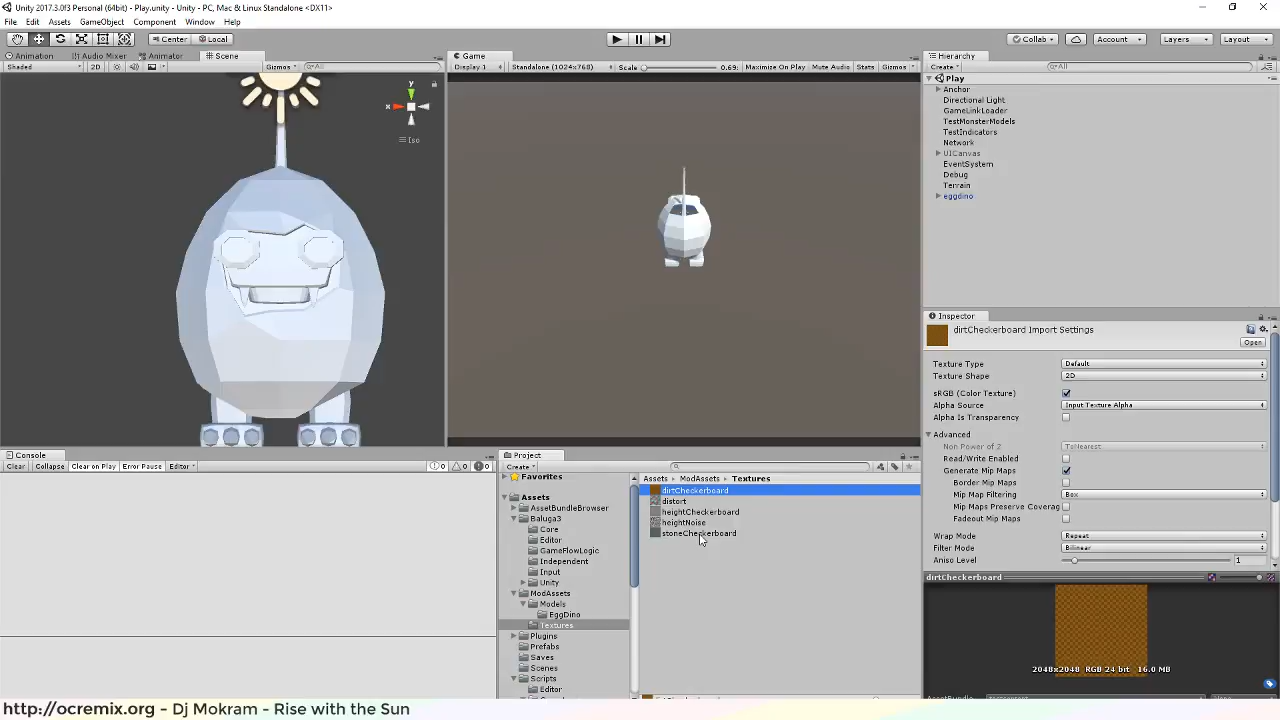 Unity 2017.3.0f3 Personal (64bit) - Play.unity - Unity - PC, Mac & Linux Standalone <DX11>
File Edit Assets GameObject Component Window Help
Center Local Collab Account Layers Layout
Animation Audio Mixer Animator Scene
Shaded 2D Gizmos All
y
x
Iso
Game
Display 1 Standalone (1024x768) Scale 0.69: Maximize On Play Mute Audio Stats Gizmos
Hierarchy
Create All
Play
Anchor
Directional Light
GameLinkLoader
TestMonsterModels
TestIndicators
Network
UICanvas
EventSystem
Debug
Terrain
eggdino
Inspector
dirtCheckerboard Import Settings
Open
Texture Type Default
Texture Shape 2D
sRGB (Color Texture)
Alpha Source Input Texture Alpha
Alpha Is Transparency
Advanced
Non Power of 2 ToNearest
Read/Write Enabled
Generate Mip Maps
Border Mip Maps
Mip Map Filtering Box
Mip Maps Preserve Coverag
Fadeout Mip Maps
Wrap Mode Repeat
Filter Mode Bilinear
Aniso Level 1
dirtCheckerboard
2048x2048 RGB 24 bit 16.0 MB
Console
Clear Collapse Clear on Play Error Pause Editor 0 0 0
Project
Create
Favorites
Assets
AssetBundleBrowser
Baluga3
Core
Editor
GameFlowLogic
Independent
Input
Unity
ModAssets
Models
EggDino
Textures
Plugins
Prefabs
Saves
Scenes
Scripts
Editor
Assets ModAssets Textures
dirtCheckerboard
distort
heightCheckerboard
heightNoise
stoneCheckerboard
http://ocremix.org - Dj Mokram - Rise with the Sun